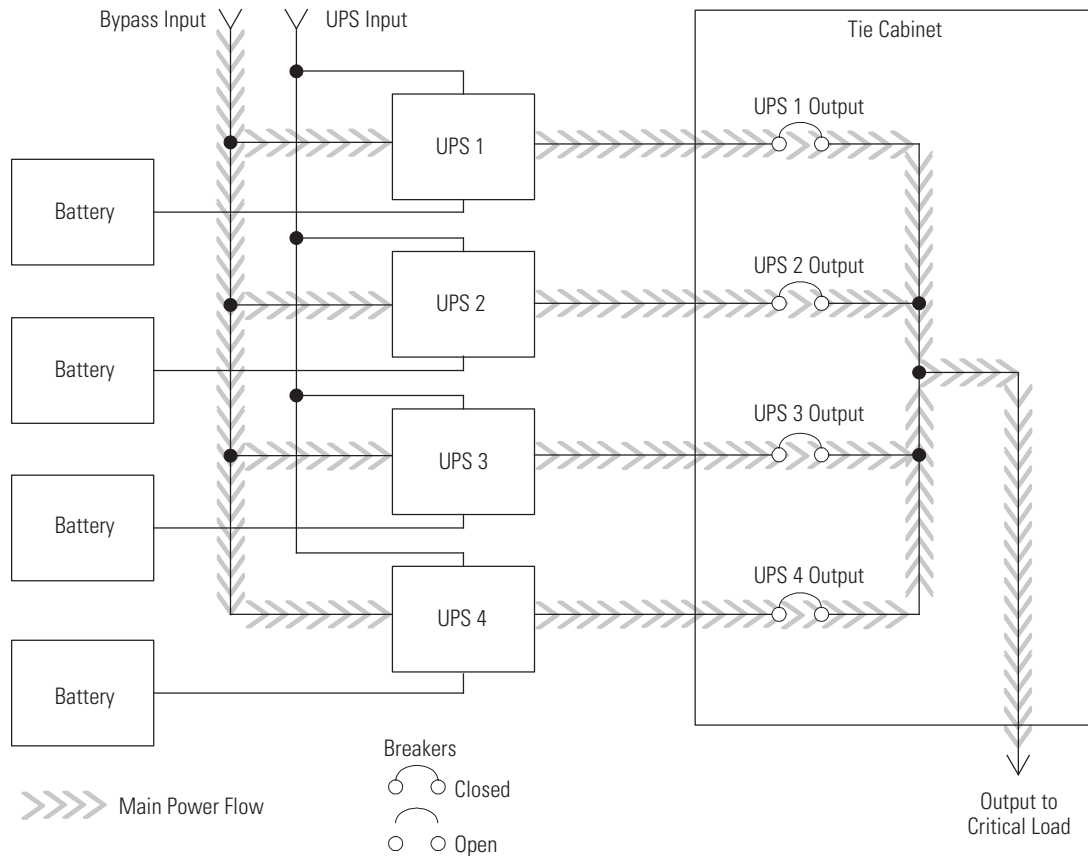 Bypass Input
UPS Input
Tie Cabinet
UPS 1 Output
UPS 1
Battery
UPS 2 Output
UPS 2
Battery
UPS 3 Output
UPS 3
Battery
UPS 4 Output
UPS 4
Battery
Breakers
Closed
Open
Main Power Flow
Output to
Critical Load